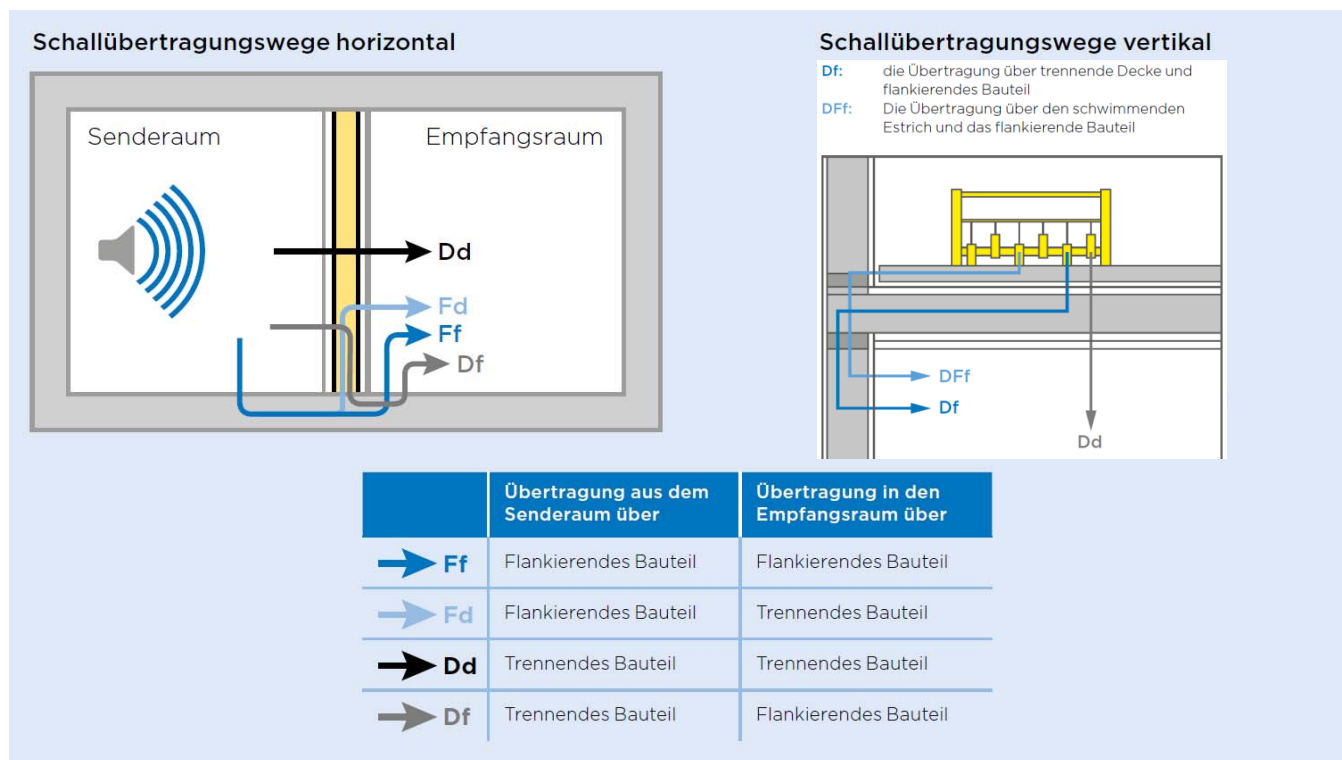 Schallübertragungswege horizontal
Senderaum
Empfangsraum
Dd
Fd
Ff
Df
Schallübertragungswege vertikal
Df: die Übertragung über trennende Decke und
flankierendes Bauteil
DFf: Die Übertragung über den schwimmenden
Estrich und das flankierende Bauteil
DFf
Df
Dd
Übertragung aus dem
Senderaum über
Übertragung in den
Empfangsraum über
Ff Flankierendes Bauteil Flankierendes Bauteil
Fd Flankierendes Bauteil Trennendes Bauteil
Dd Trennendes Bauteil Trennendes Bauteil
Df Trennendes Bauteil Flankierendes Bauteil